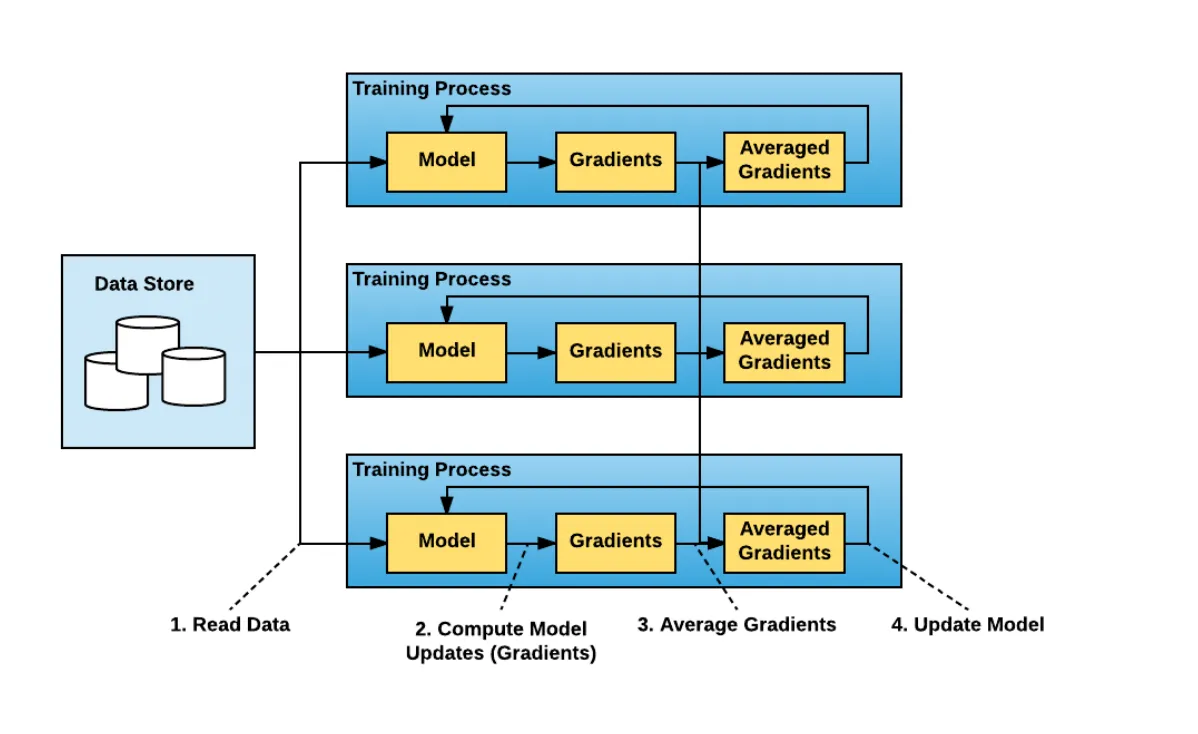 Training Process
Model
Gradients
Averaged
Gradients
Data Store
Training Process
Model
Gradients
Averaged
Gradients
Training Process
Model
Gradients
Averaged
Gradients
1. Read Data
2. Compute Model
Updates (Gradients)
3. Average Gradients
4. Update Model